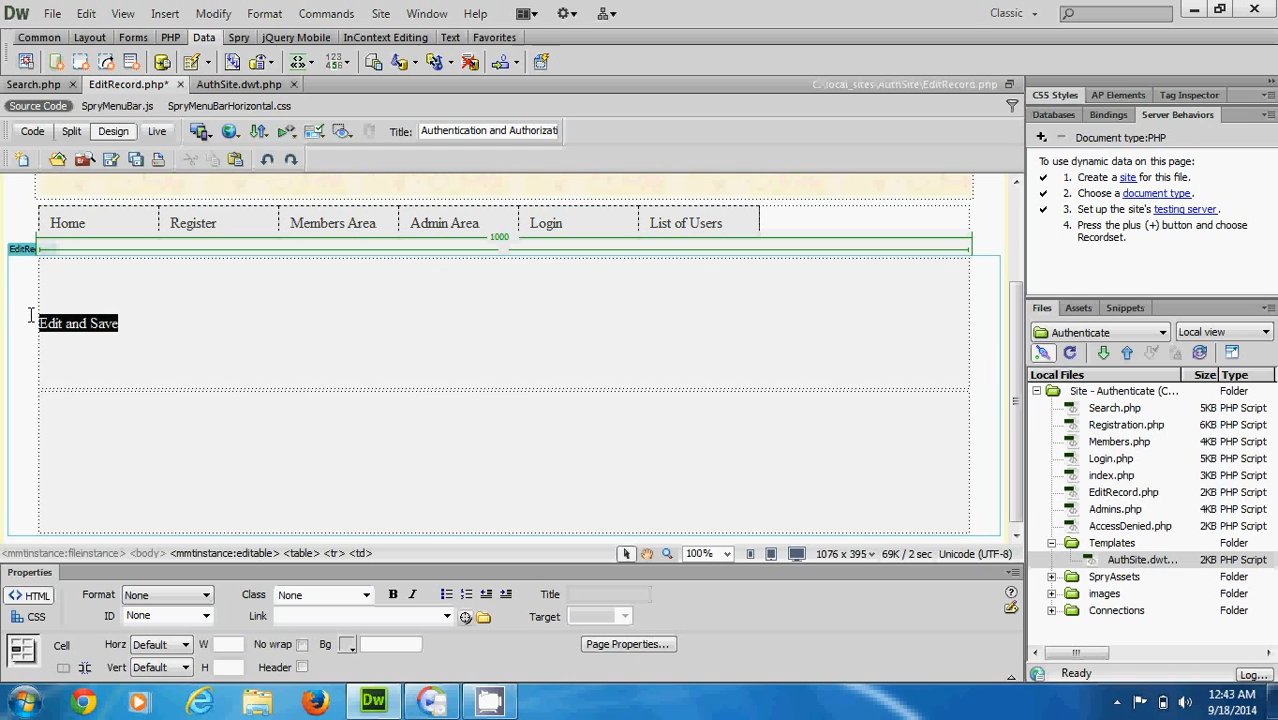 Dw File Edit View Insert Modify Format Commands Site Window Help Classic
Common Layout Forms PHP Data Spry jQuery Mobile InContext Editing Text Favorites
Search.php EditRecord.php* AuthSite.dwt.php C:\local_sites\AuthSite\EditRecord.php
Source Code SpryMenuBar.js SpryMenuBarHorizontal.css
Code Split Design Live Title: Authentication and Authorizati
Home Register Members Area Admin Area Login List of Users
1000
EditRe
Edit and Save
<mmtinstance:fileinstance> <body> <mmtinstance:editable> <table> <tr> <td> 100% 1076 x 395 69K / 2 sec Unicode (UTF-8)
Properties
HTML Format None Class None B I Title
CSS ID None Link Target
Cell Horz Default W No wrap Bg Page Properties...
Vert Default H Header
CSS Styles AP Elements Tag Inspector
Databases Bindings Server Behaviors
Document type:PHP
To use dynamic data on this page:
1. Create a site for this file.
2. Choose a document type.
3. Set up the site's testing server.
4. Press the plus (+) button and choose
Recordset.
Files Assets Snippets
Authenticate Local view
Local Files Size Type
Site - Authenticate (C... Folder
Search.php 5KB PHP Script
Registration.php 6KB PHP Script
Members.php 4KB PHP Script
Login.php 5KB PHP Script
index.php 3KB PHP Script
EditRecord.php 2KB PHP Script
Admins.php 4KB PHP Script
AccessDenied.php 2KB PHP Script
Templates Folder
AuthSite.dwt... 2KB PHP Script
SpryAssets Folder
images Folder
Connections Folder
Ready Log...
Dw 12:43 AM
9/18/2014